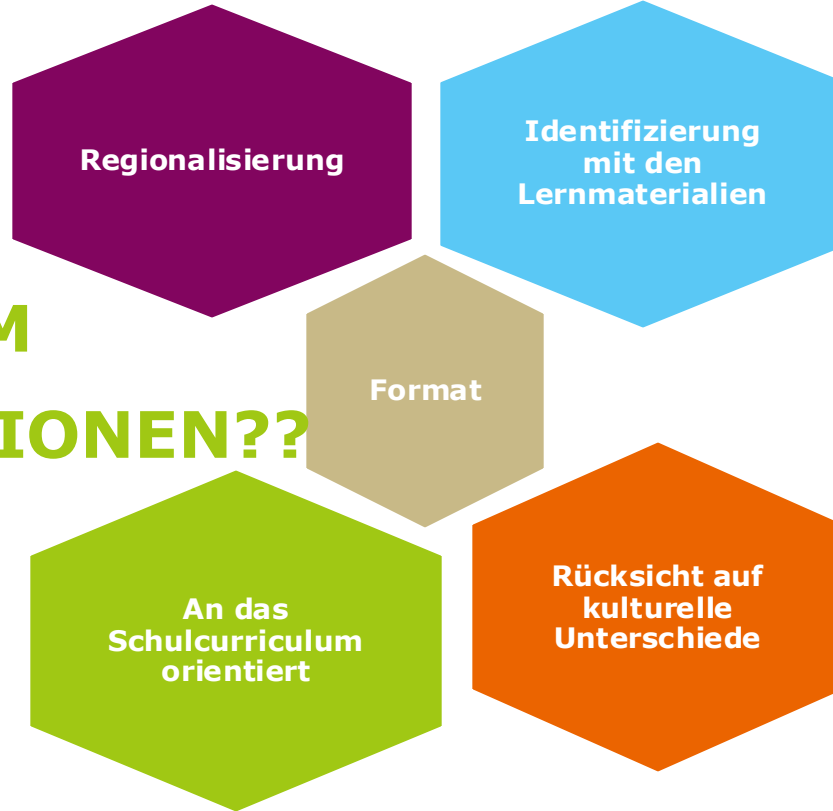 Regionalisierung
Identifizierung
mit den
Lernmaterialien
M
IONEN??
Format
An das
Schulcurriculum
orientiert
Rücksicht auf
kulturelle
Unterschiede